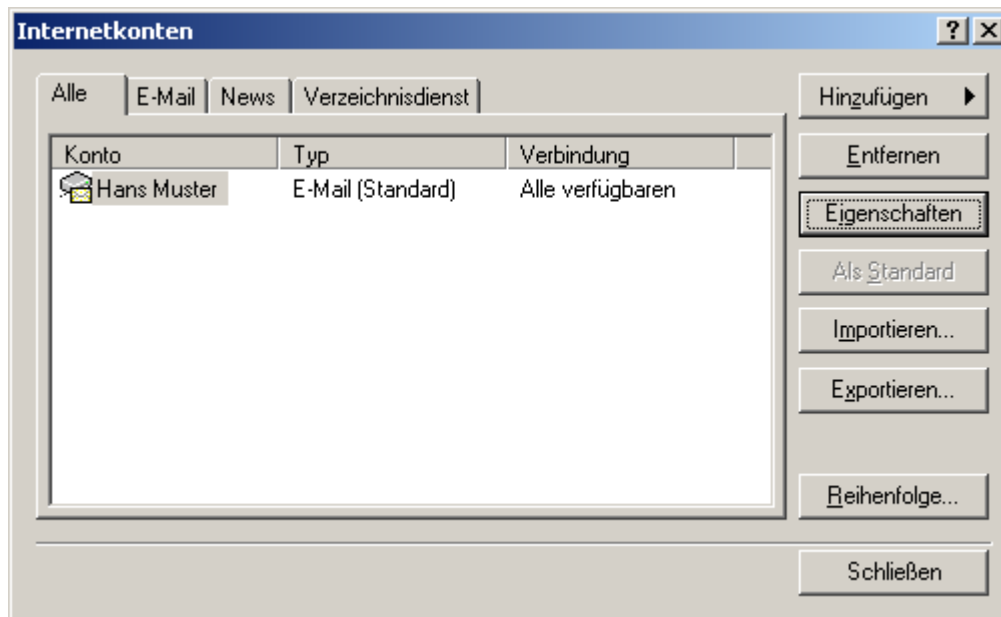 Internetkonten
Alle E-Mail News Verzeichnisdienst
Konto Typ Verbindung
Hans Muster E-Mail (Standard) Alle verfügbaren
Hinzufügen
Entfernen
Eigenschaften
Als Standard
Importieren...
Exportieren...
Reihenfolge...
Schließen